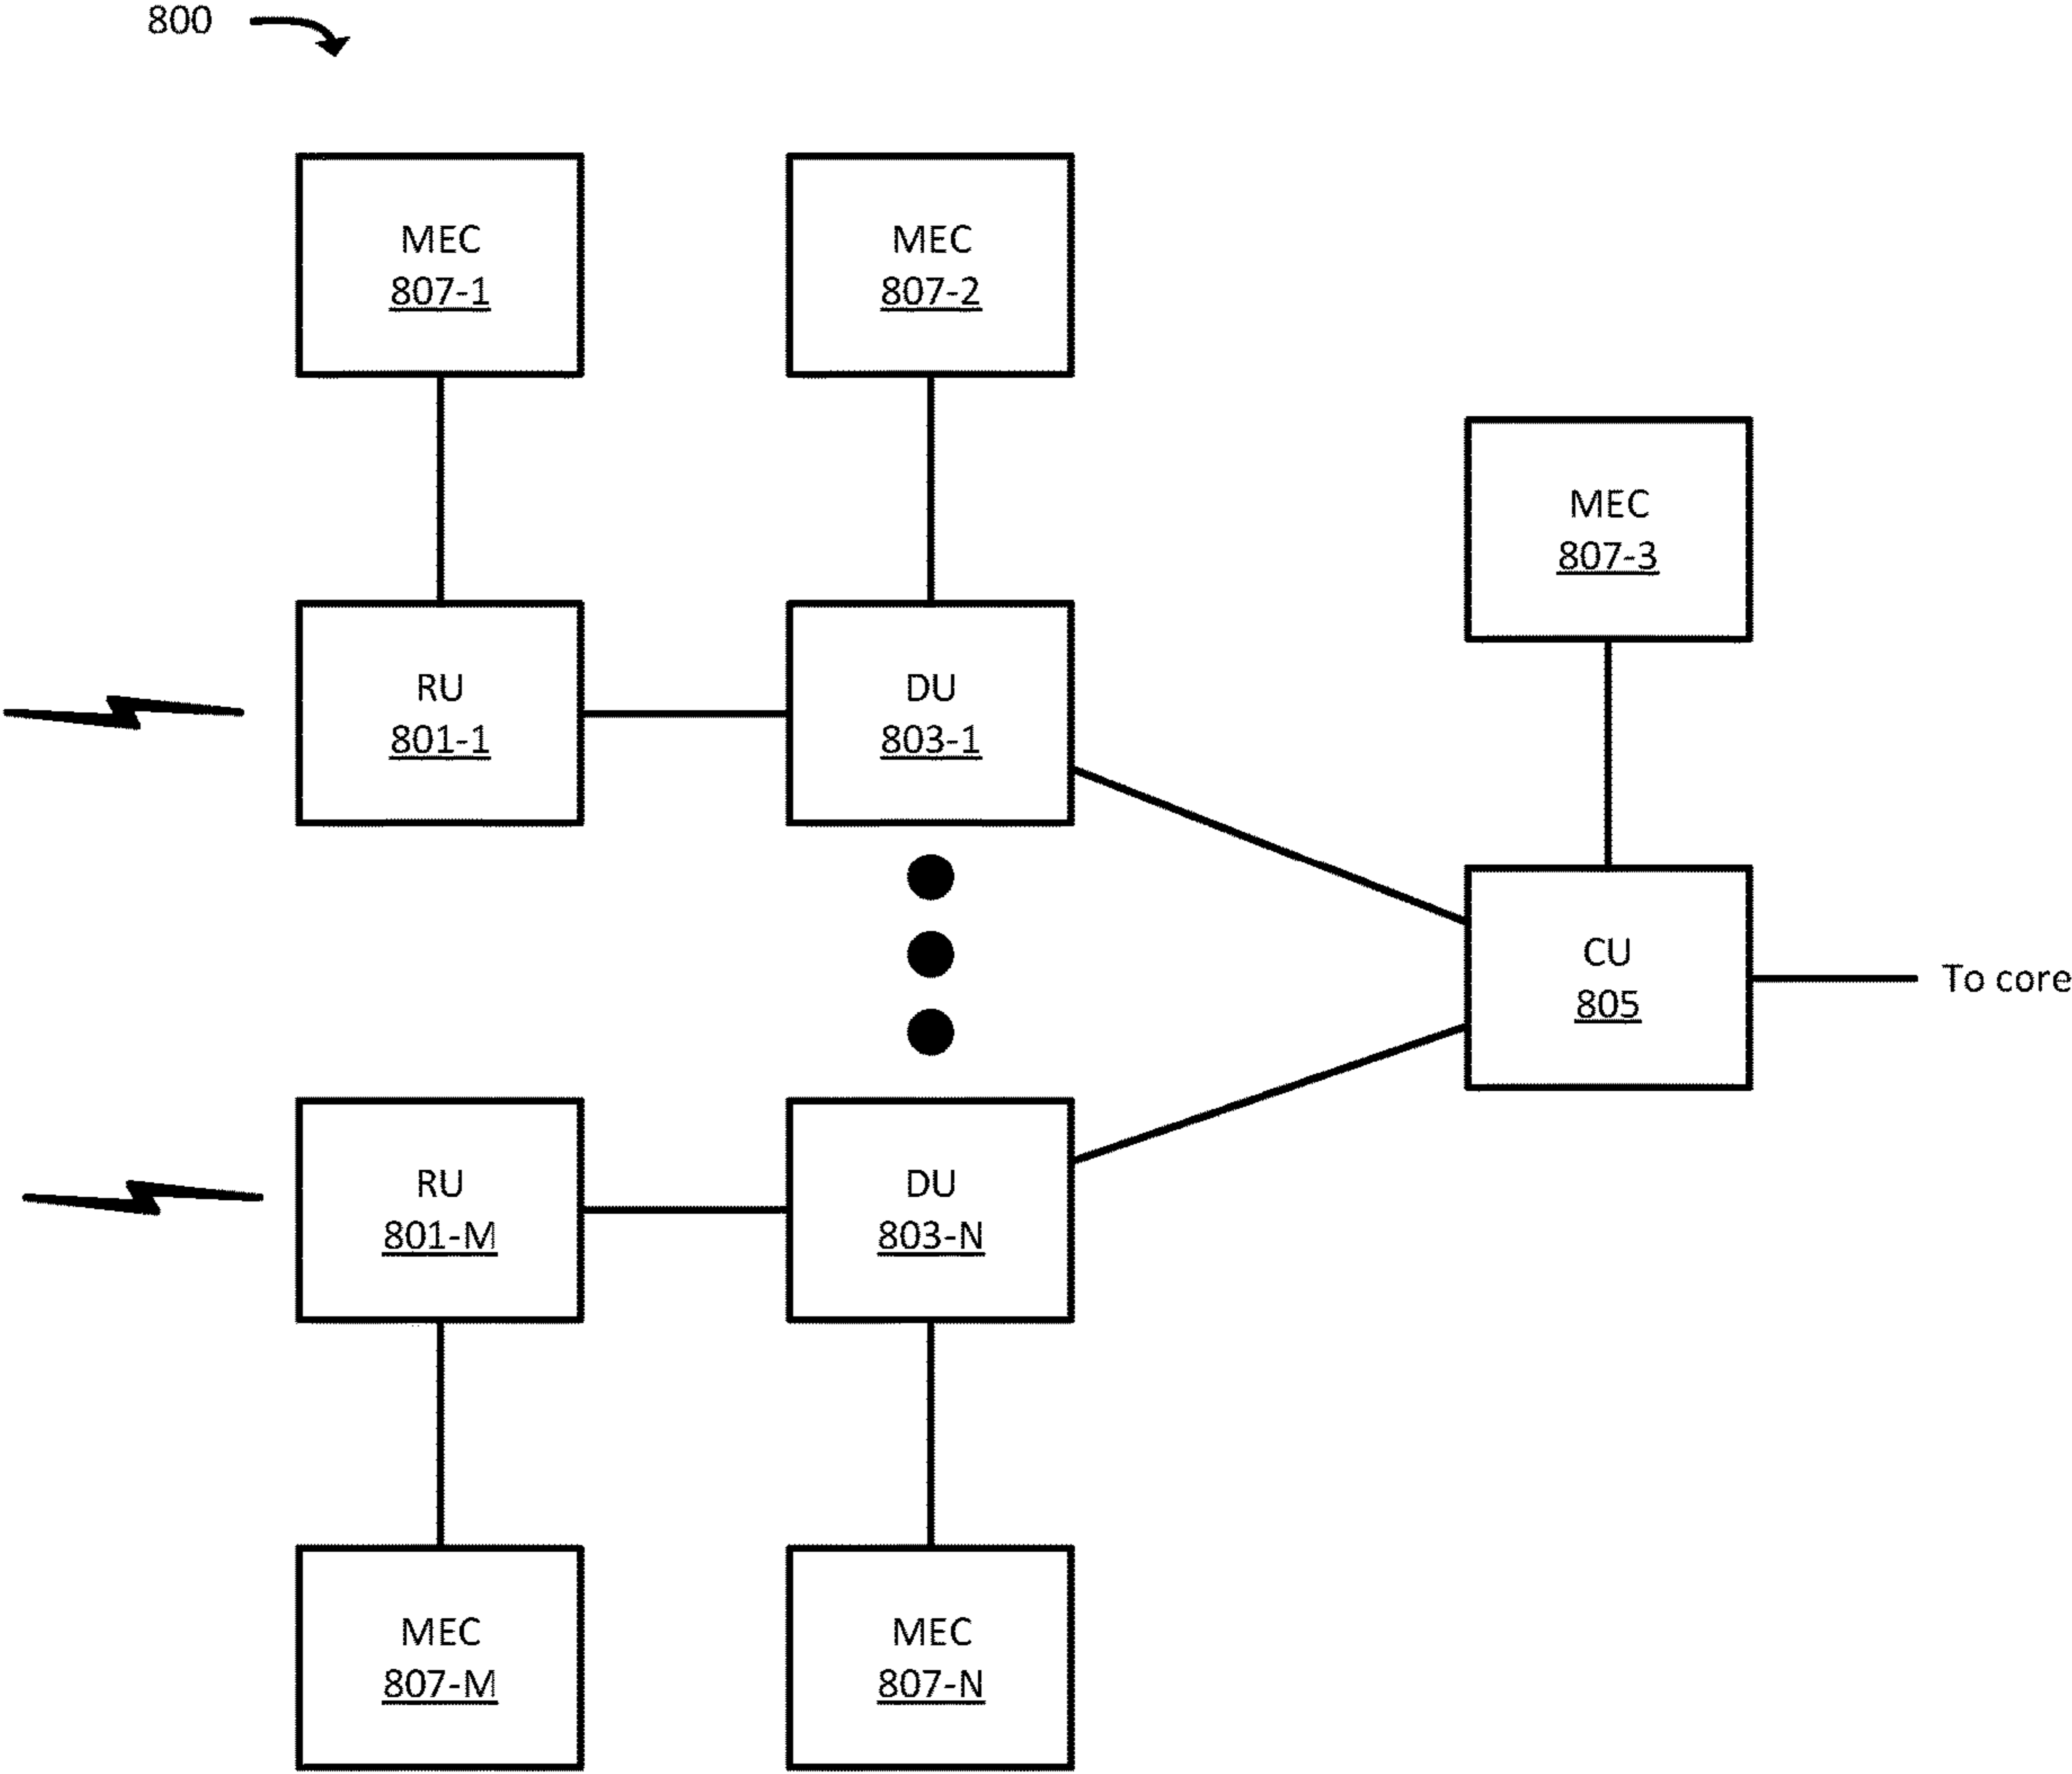 800
MEC
807-1
MEC
807-2
MEC
807-3
RU
801-1
DU
803-1
CU
805
To core
RU
801-M
DU
803-N
MEC
807-M
MEC
807-N